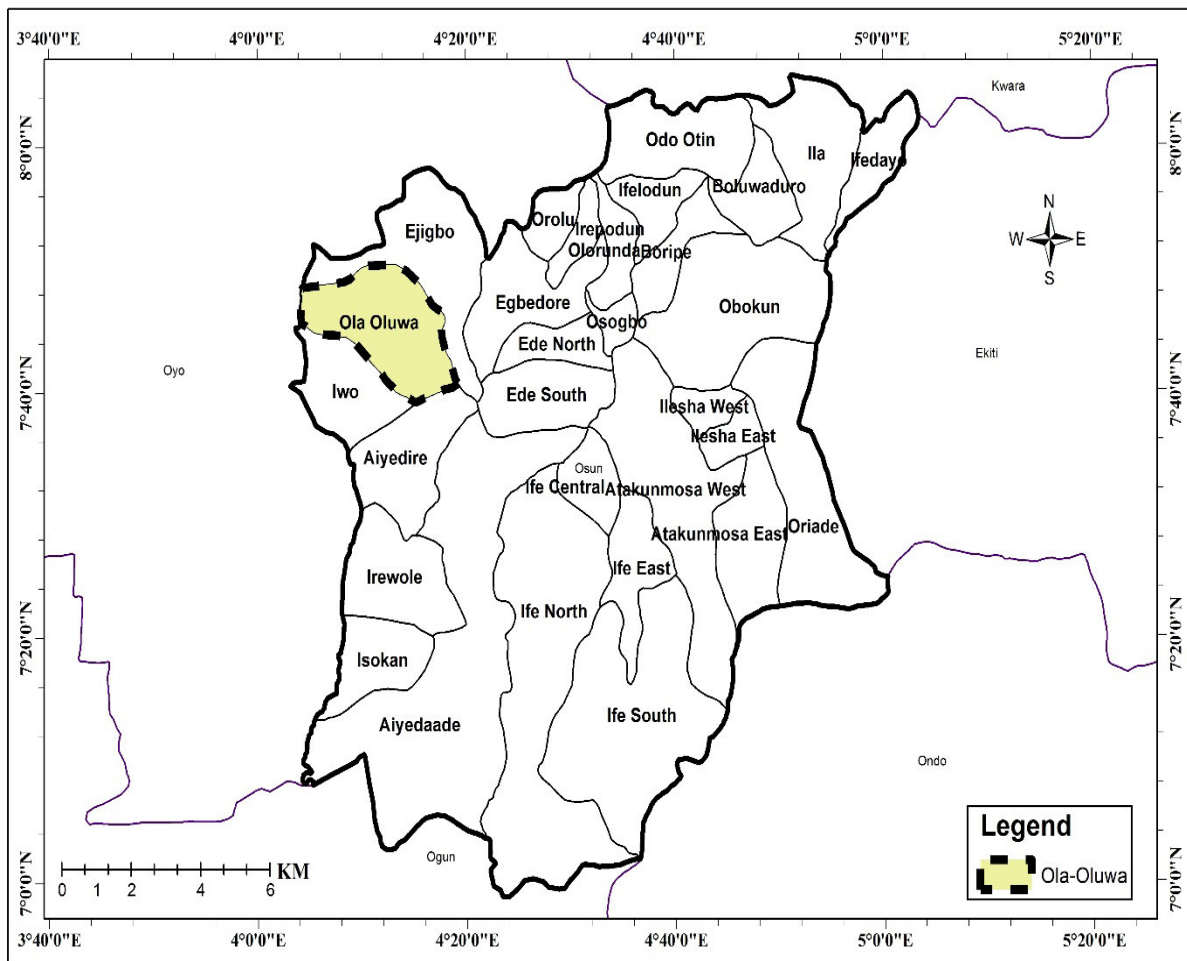 3°40'0"E 4°0'0"E 4°20'0"E 4°40'0"E 5°0'0"E 5°20'0"E
Kwara
8°0'0"N
8°0'0"N
Odo Otin
Ila
Ifedayo
Ifelodun
Boluwaduro
Orolu
Irepodun
Ejigbo
Olorunda
Boripe
N
W E
S
Egbedore
Obokun
Ola Oluwa
Osogbo
Ede North
Ekiti
Oyo
Iwo
Ede South
7°40'0"N
7°40'0"N
Ilesha West
Ilesha East
Aiyedire
Osun
Ife Central
Atakunmosa West
Atakunmosa East
Oriade
Ife East
Irewole
Ife North
7°20'0"N
7°20'0"N
Isokan
Ife South
Aiyedaade
Ondo
Legend
Ola-Oluwa
Ogun
KM
0 1 2 3 4 5 6
7°0'0"N
7°0'0"N
3°40'0"E 4°0'0"E 4°20'0"E 4°40'0"E 5°0'0"E 5°20'0"E